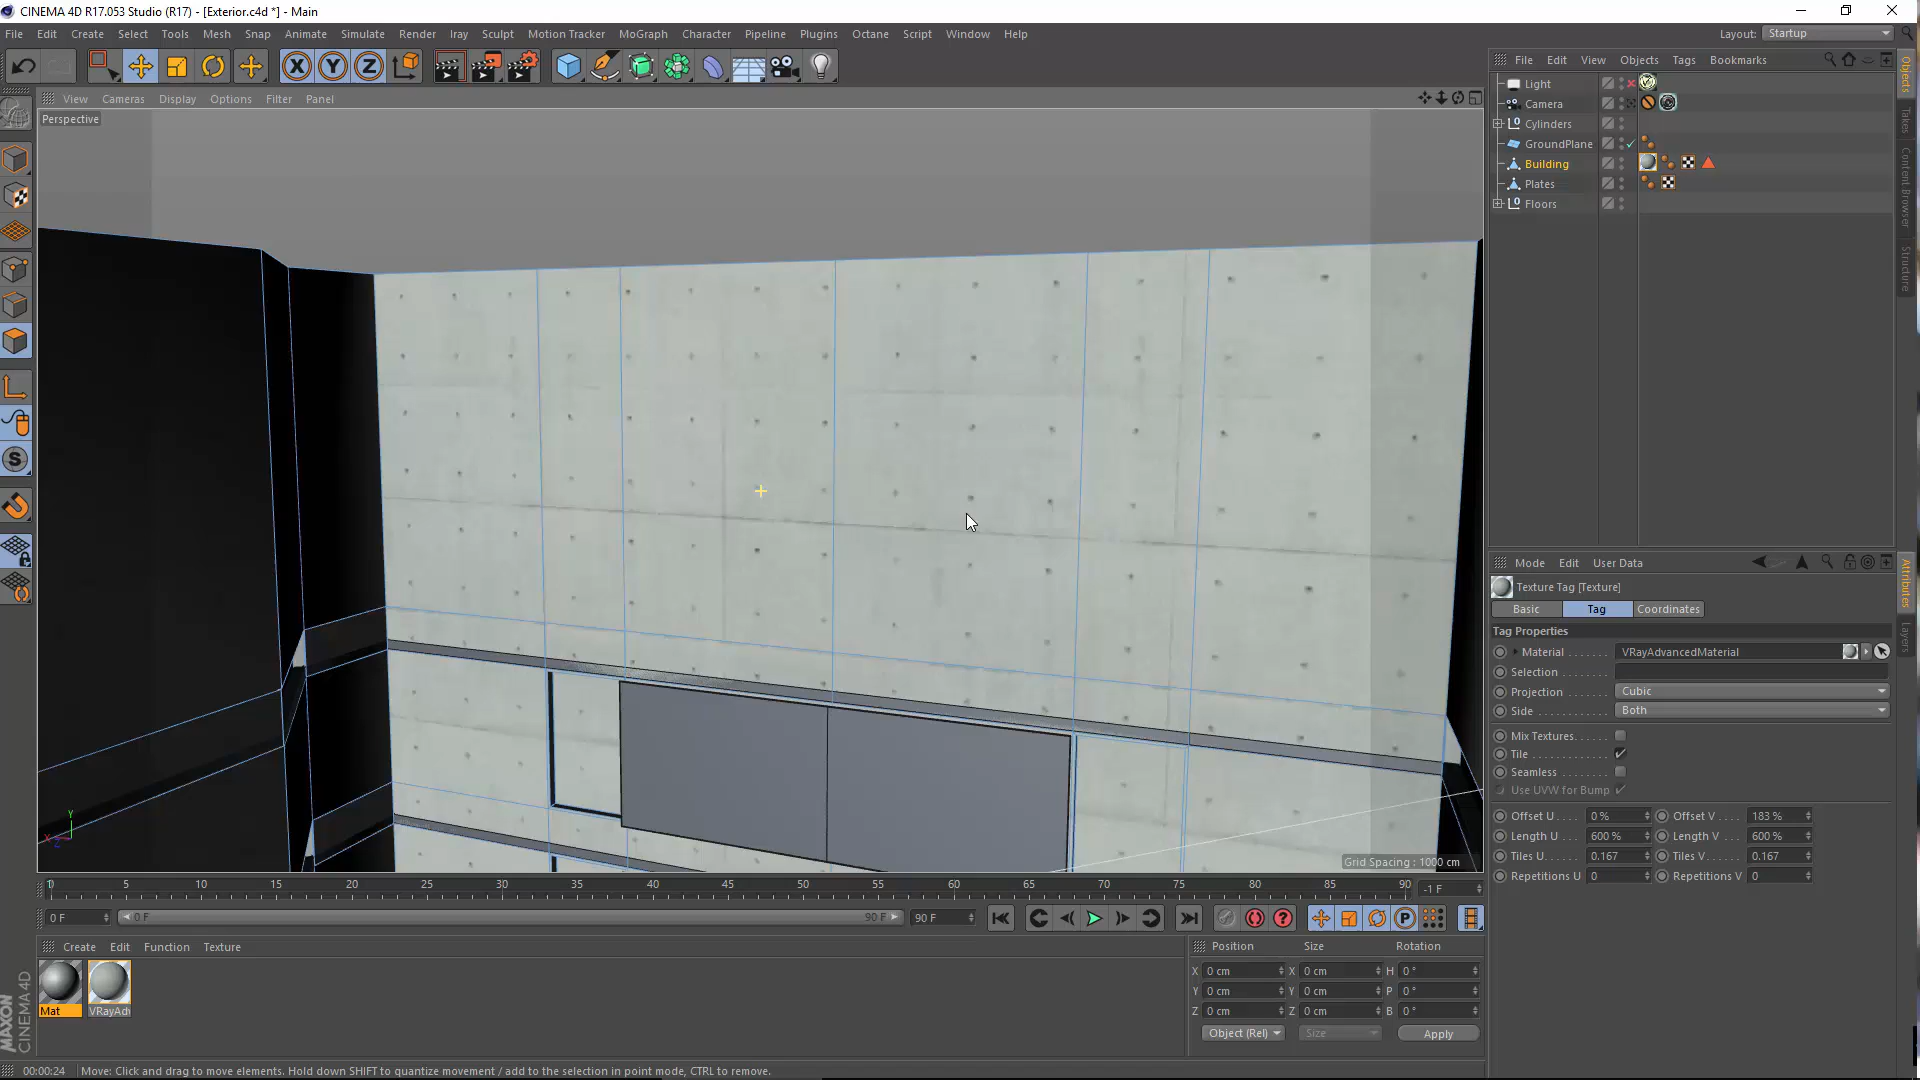 CINEMA 4D R17.053 Studio (R17) - [Exterior.c4d *] - Main
File Edit Create Select Tools Mesh Snap Animate Simulate Render Iray Sculpt Motion Tracker MoGraph Character Pipeline Plugins Octane Script Window Help
Layout: Startup
X Y Z
File Edit View Objects Tags Bookmarks
View Cameras Display Options Filter Panel
Perspective
Light
Camera
Cylinders
GroundPlane
Building
Plates
Floors
Objects
Takes
Content Browser
Structure
Mode Edit User Data
Texture Tag [Texture]
Basic Tag Coordinates
Tag Properties
Material VRayAdvancedMaterial
Selection
Projection Cubic
Side Both
Mix Textures
Tile
Seamless
Use UVW for Bump
Offset U 0 % Offset V 183 %
Length U 600 % Length V 600 %
Tiles U 0.167 Tiles V 0.167
Repetitions U 0 Repetitions V 0
Attributes
Layers
Y
X
Z
Grid Spacing : 1000 cm
0 5 10 15 20 25 30 35 40 45 50 55 60 65 70 75 80 85 90
-1 F
0 F 0 F 90 F 90 F
Create Edit Function Texture
Mat VRayAdv
MAXON CINEMA 4D
Position Size Rotation
X 0 cm X 0 cm H 0 °
Y 0 cm Y 0 cm P 0 °
Z 0 cm Z 0 cm B 0 °
Object (Rel) Size Apply
00:00:24 Move: Click and drag to move elements. Hold down SHIFT to quantize movement / add to the selection in point mode, CTRL to remove.